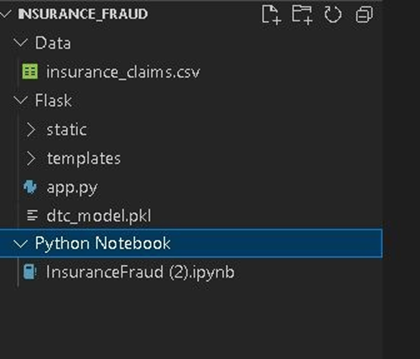 INSURANCE_FRAUD
Data
insurance_claims.csv
Flask
static
templates
app.py
dtc_model.pkl
Python Notebook
InsuranceFraud (2).ipynb